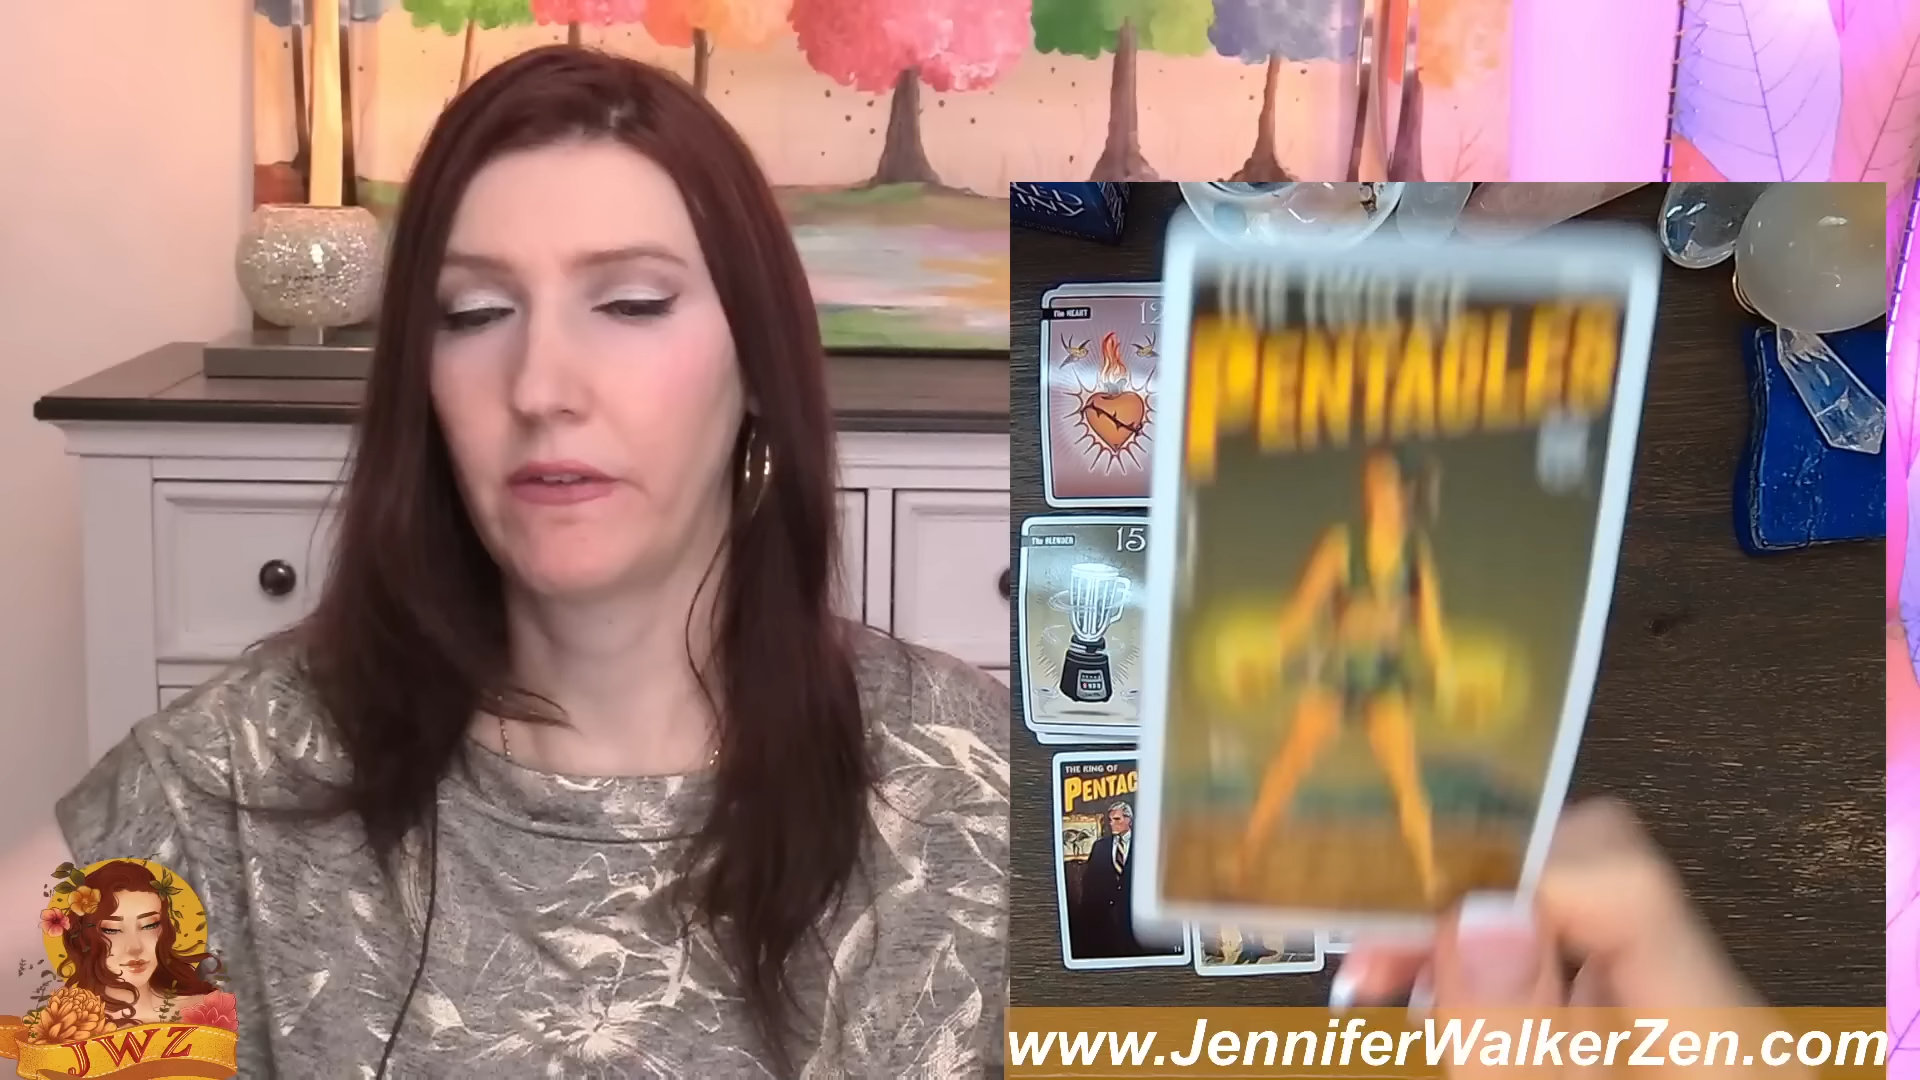 The HEART
12
PENTACLES
The BLENDER
15
THE KING OF
PENTAC
JWZ
www.JenniferWalkerZen.com